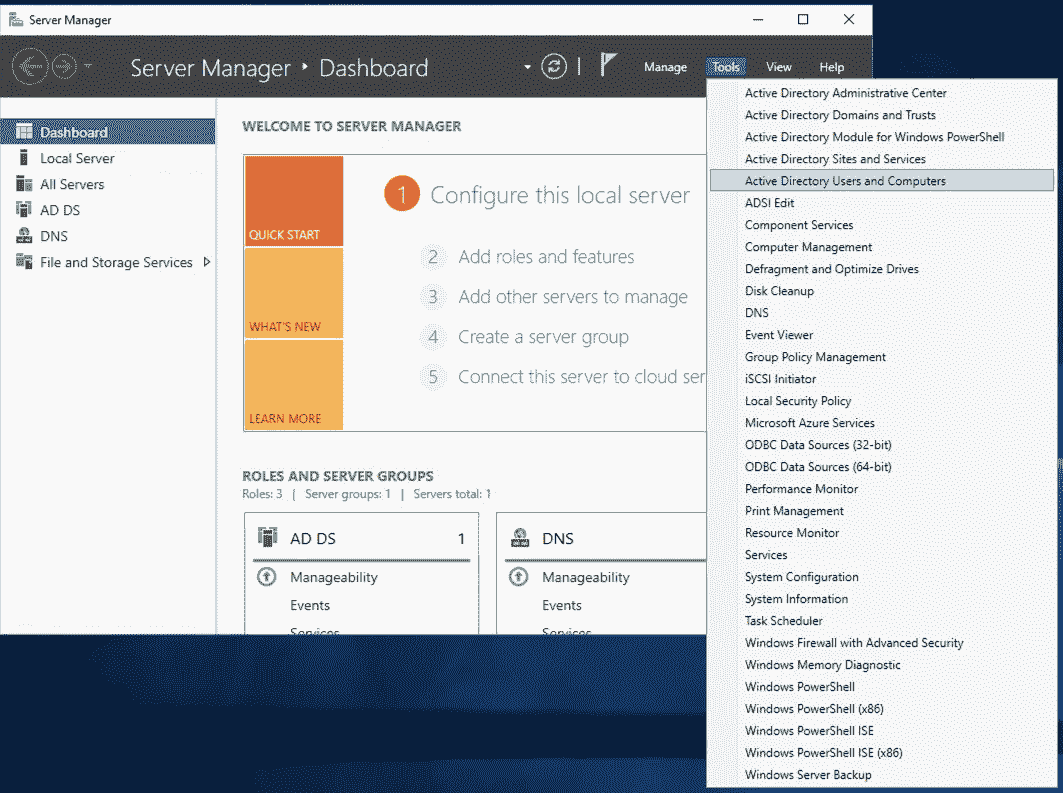 Server Manager
Server Manager • Dashboard
Manage
Tools
View
Help
Dashboard
Local Server
All Servers
AD DS
DNS
File and Storage Services
WELCOME TO SERVER MANAGER
QUICK START
WHAT'S NEW
LEARN MORE
1 Configure this local server
2 Add roles and features
3 Add other servers to manage
4 Create a server group
5 Connect this server to cloud ser
ROLES AND SERVER GROUPS
Roles: 3 | Server groups: 1 | Servers total: 1
AD DS 1
Manageability
Events
Services
DNS
Manageability
Events
Services
Active Directory Administrative Center
Active Directory Domains and Trusts
Active Directory Module for Windows PowerShell
Active Directory Sites and Services
Active Directory Users and Computers
ADSI Edit
Component Services
Computer Management
Defragment and Optimize Drives
Disk Cleanup
DNS
Event Viewer
Group Policy Management
iSCSI Initiator
Local Security Policy
Microsoft Azure Services
ODBC Data Sources (32-bit)
ODBC Data Sources (64-bit)
Performance Monitor
Print Management
Resource Monitor
Services
System Configuration
System Information
Task Scheduler
Windows Firewall with Advanced Security
Windows Memory Diagnostic
Windows PowerShell
Windows PowerShell (x86)
Windows PowerShell ISE
Windows PowerShell ISE (x86)
Windows Server Backup